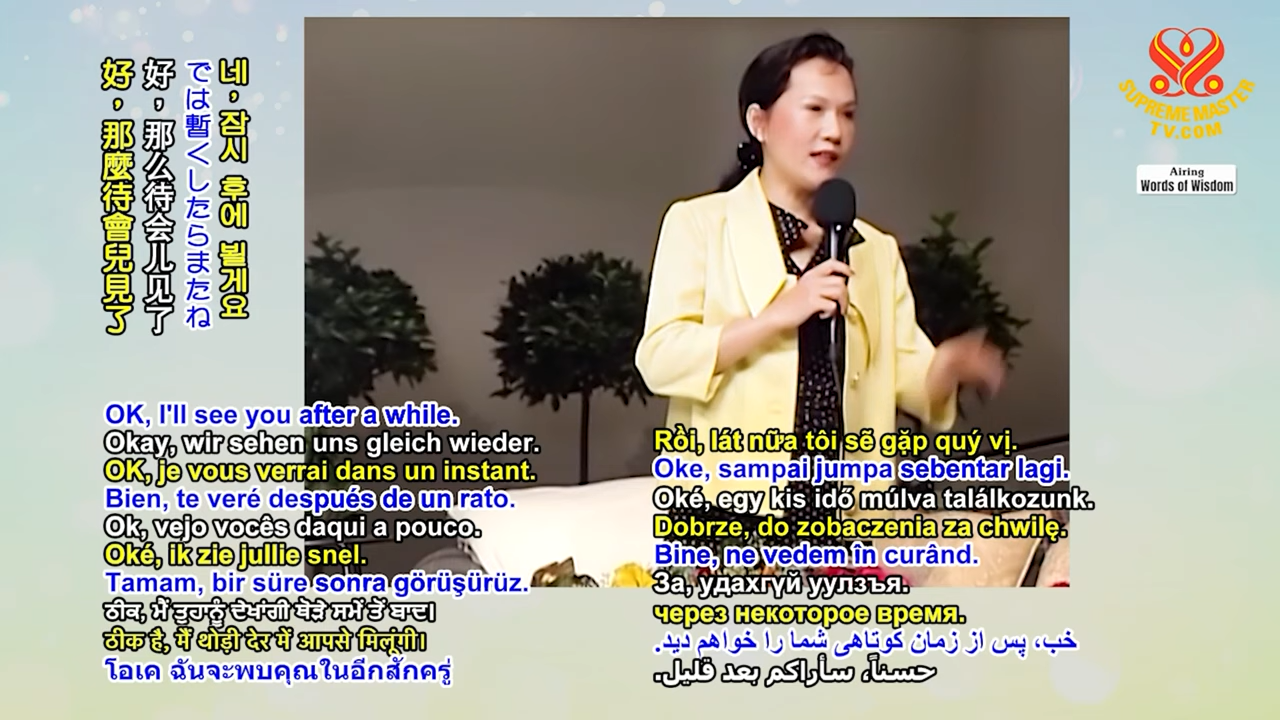 네, 잠시 후에 뵐게요
では暫くしたらまたね
好，那么待会儿见了
好，那麼待會兒見了
SUPREME MASTER
TV.COM
Airing
Words of Wisdom
OK, I'll see you after a while.
Okay, wir sehen uns gleich wieder.
OK, je vous verrai dans un instant.
Bien, te veré después de un rato.
Ok, vejo vocês daqui a pouco.
Oké, ik zie jullie snel.
Tamam, bir süre sonra görüşürüz.
ਠੀਕ, ਮੈਂ ਤੁਹਾਨੂੰ ਦੇਖਾਂਗੀ ਥੋੜੇ ਸਮੇਂ ਤੋਂ ਬਾਦ।
ठीक है, मैं थोड़ी देर में आपसे मिलूंगी।
โอเค ฉันจะพบคุณในอีกสักครู่
Rồi, lát nữa tôi sẽ gặp quý vị.
Oke, sampai jumpa sebentar lagi.
Oké, egy kis idő múlva találkozunk.
Dobrze, do zobaczenia za chwilę.
Bine, ne vedem în curând.
За, удахгүй уулзъя.
через некоторое время.
خب، پس از زمان کوتاهی شما را خواهم دید.
حسناً، سأراكم بعد قليل.